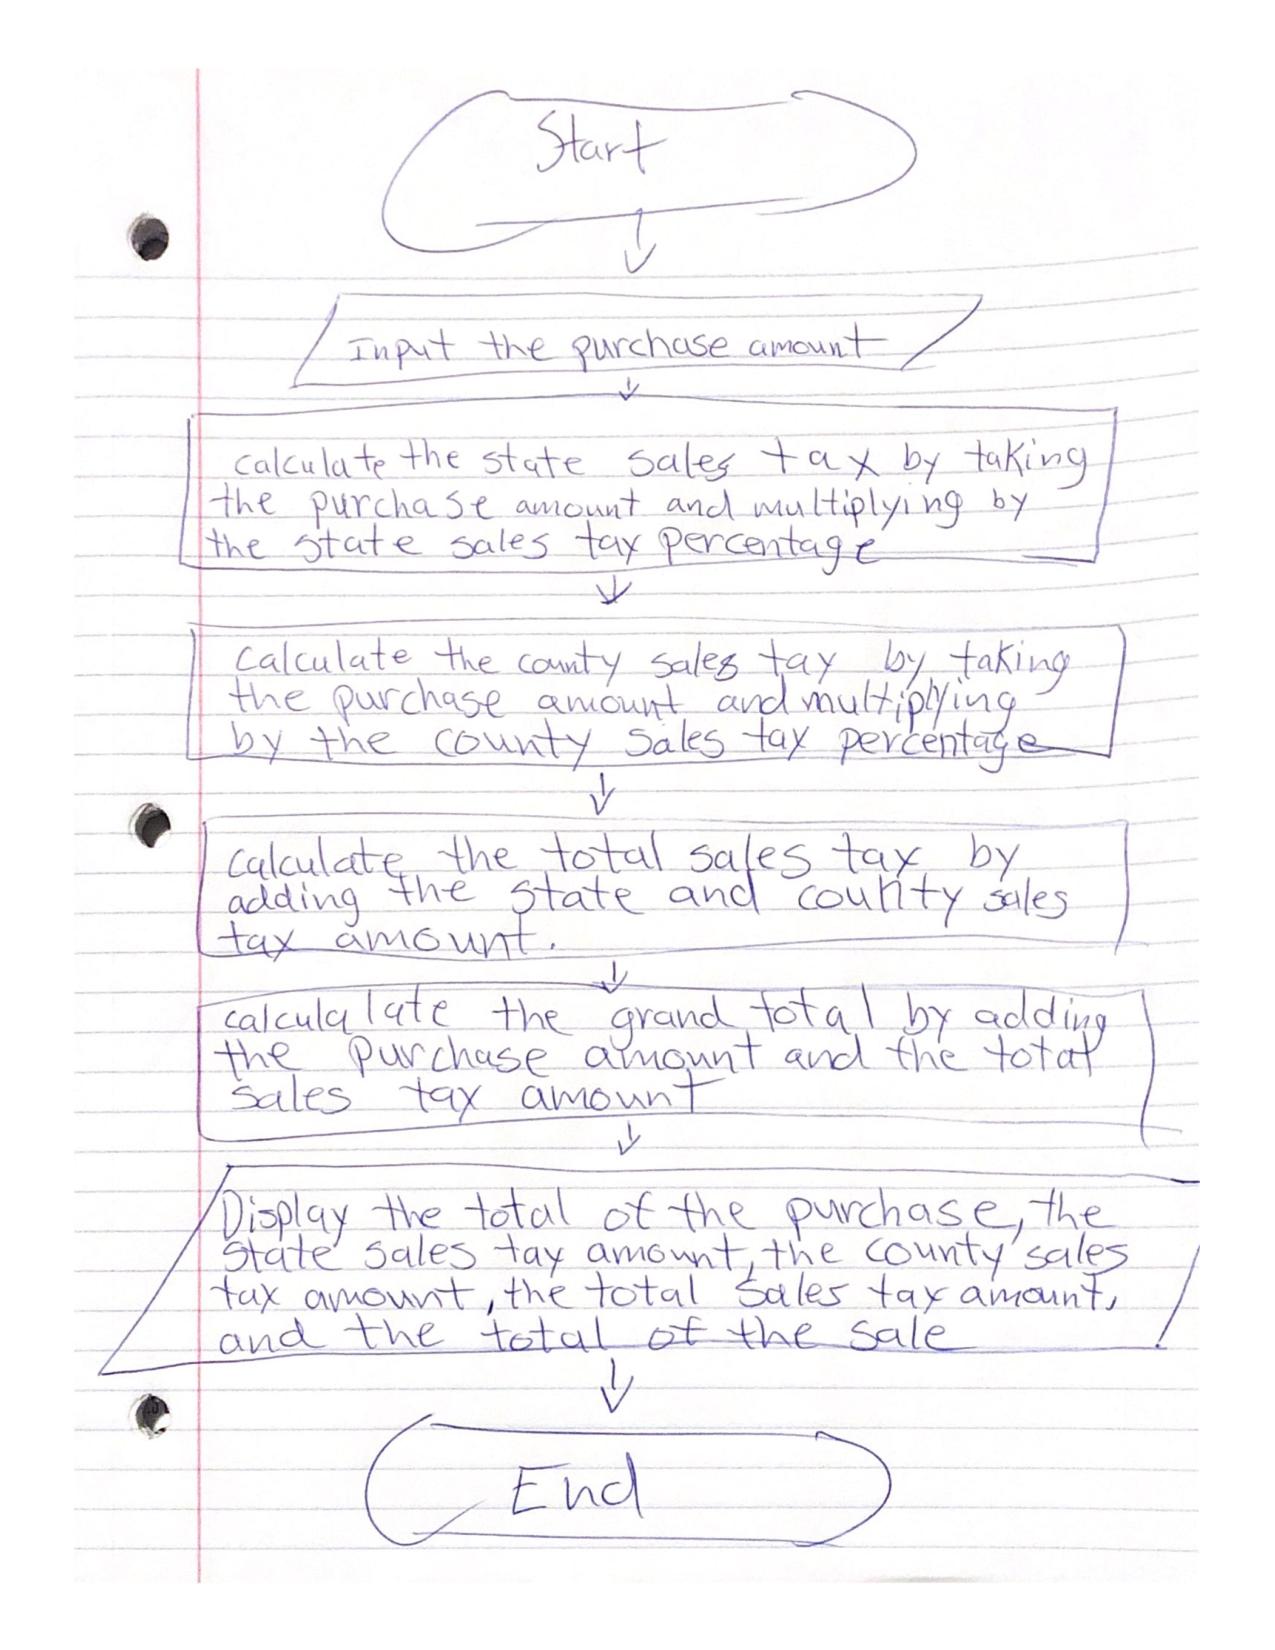 Start
Input the purchase amount
calculate the state sales tax by taking
the purchase amount and multiplying by
the state sales tax percentage
Calculate the county sales tax by taking
the purchase amount and multiplying
by the county sales tax percentage
Calculate the total sales tax by
adding the state and county sales
tax amount.
calculalate the grand total by adding
the purchase amount and the total
sales tax amount
Display the total of the purchase, the
state sales tax amount, the county sales
tax amount, the total sales tax amount,
and the total of the sale
End